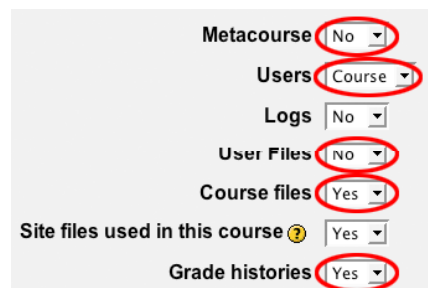 Metacourse No
Users Course
Logs No
User Files No
Course files Yes
Site files used in this course ? Yes
Grade histories Yes